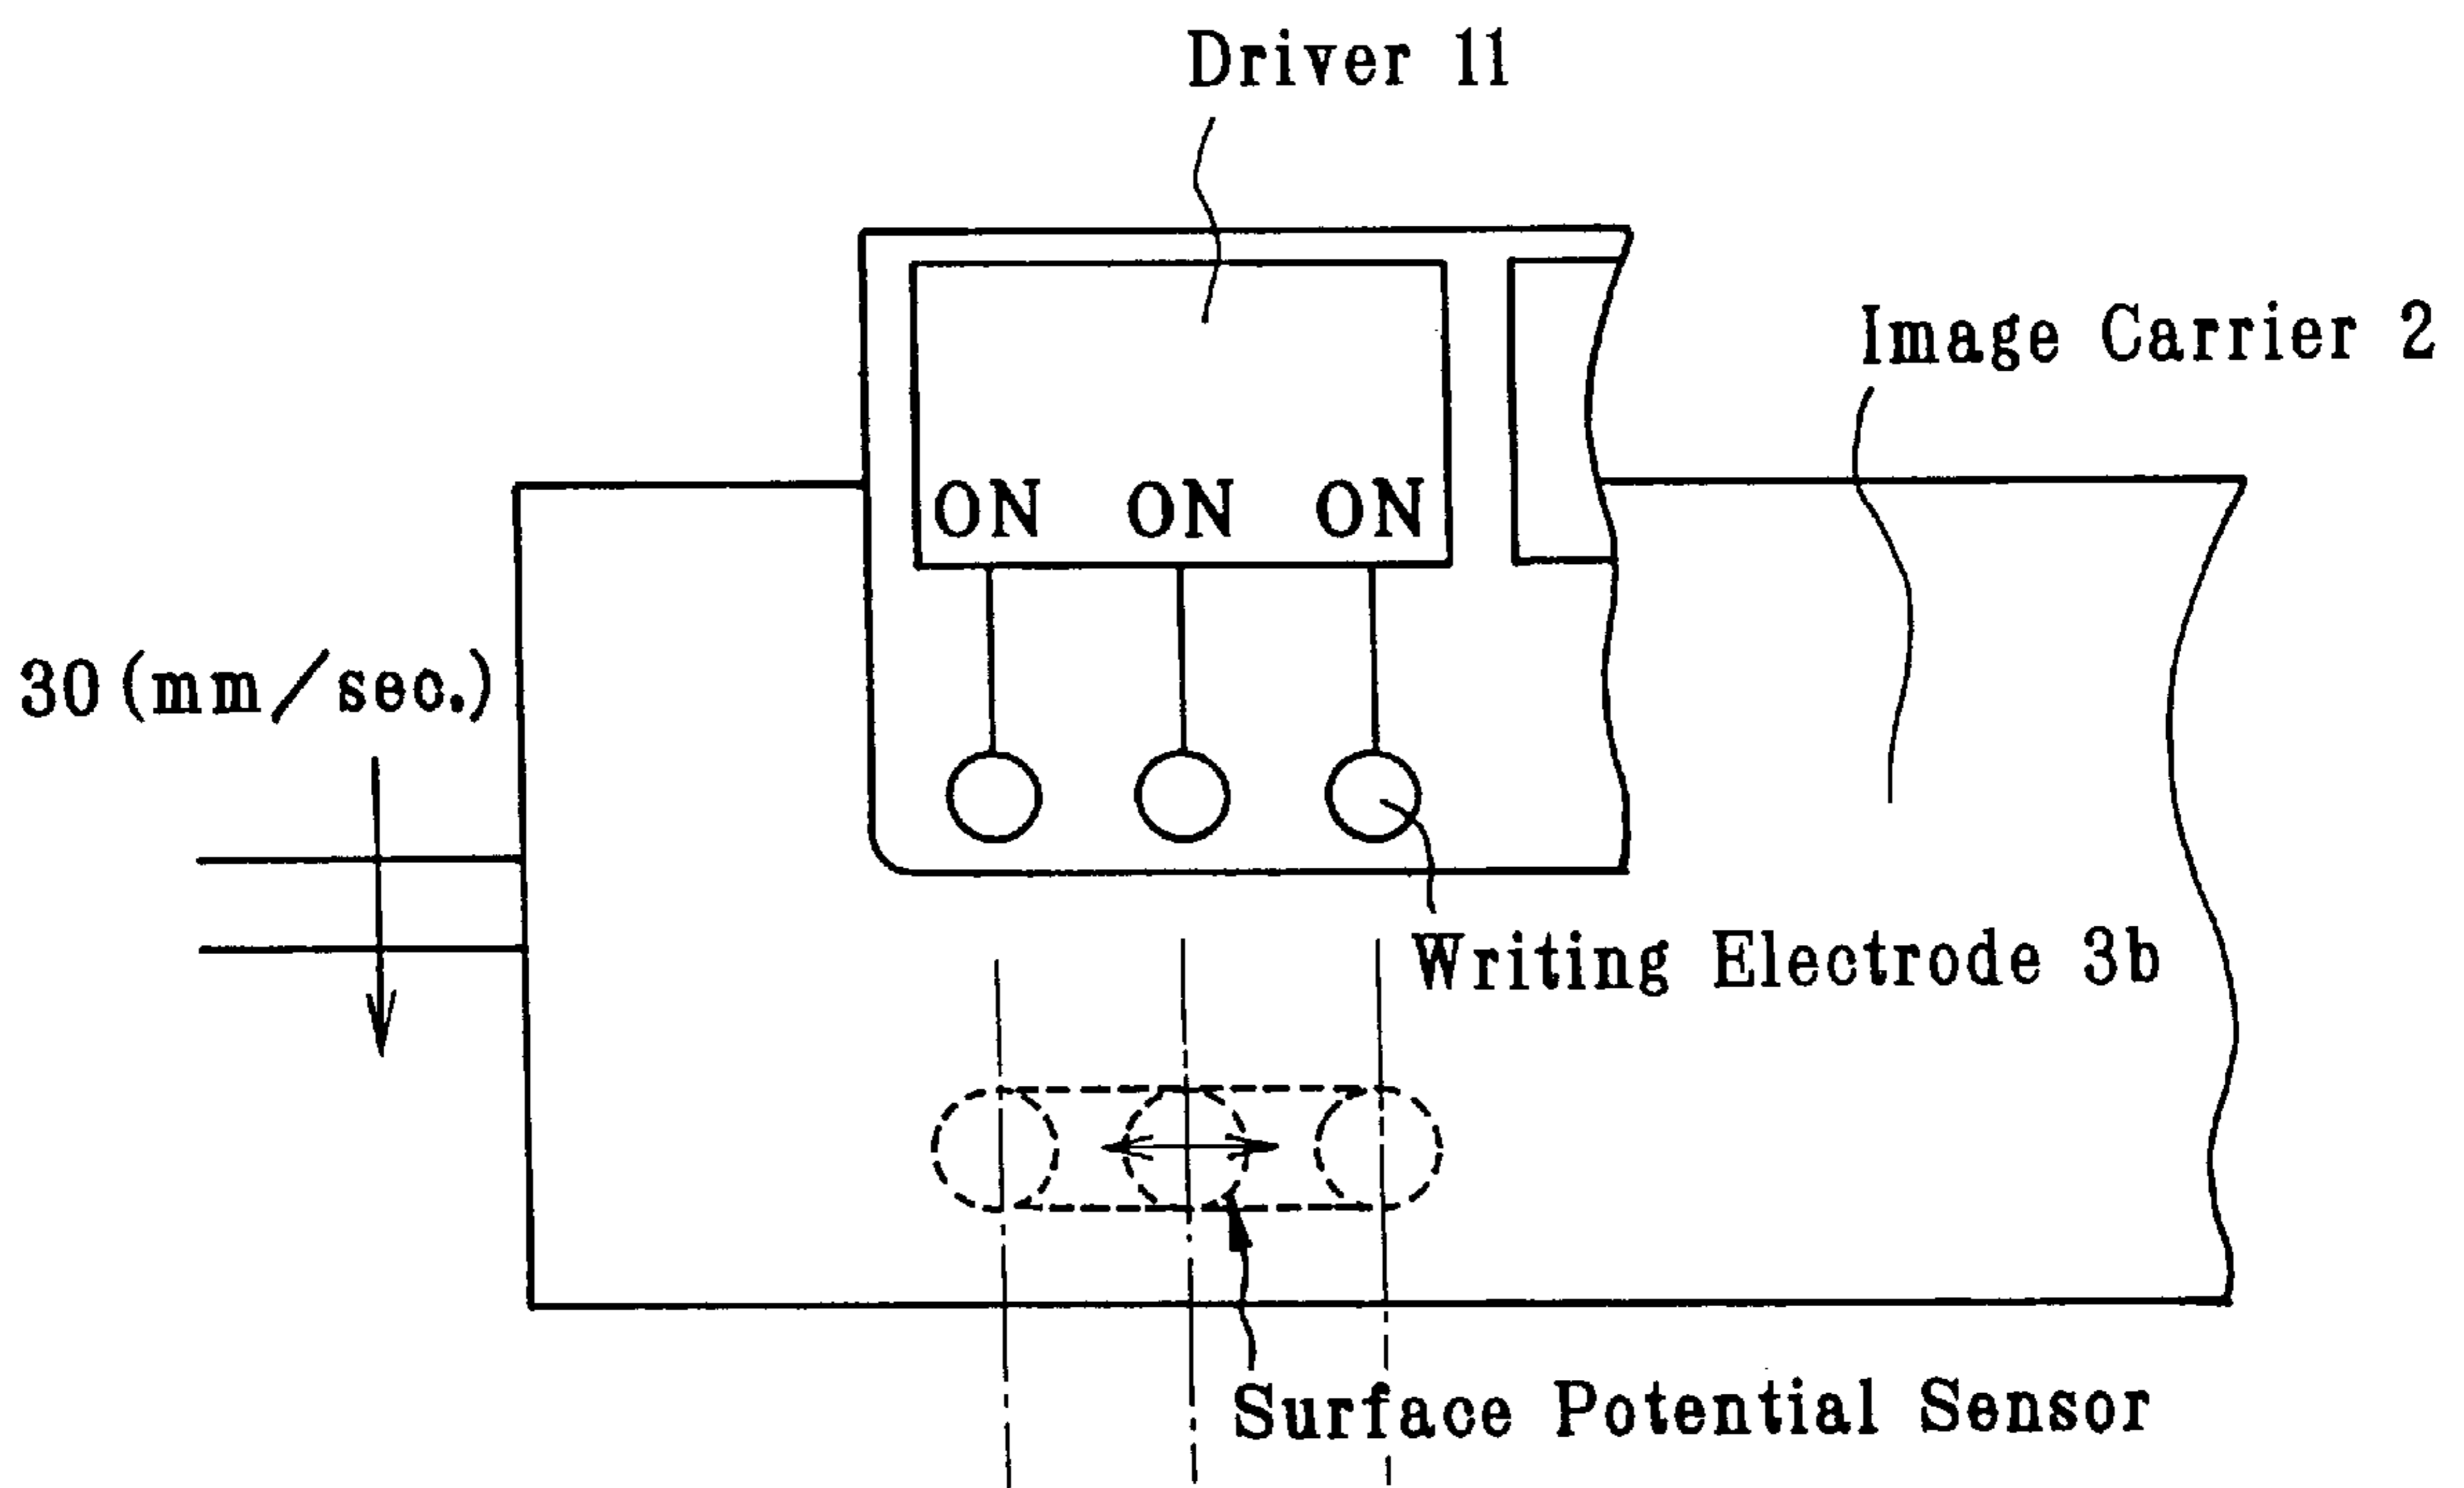 Driver 11
Image Carrier 2
ON ON ON
30(mm/sec.)
Writing Electrode 3b
Surface Potential Sensor